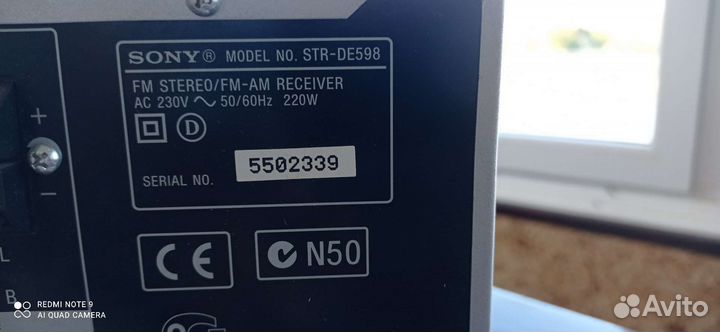 SONY® MODEL NO. STR-DE598
FM STEREO/FM-AM RECEIVER
AC 230V ~ 50/60Hz 220W
D
SERIAL NO. 5502339
+
−
L
B
CE
C N50
REDMI NOTE 9
AI QUAD CAMERA
Avito